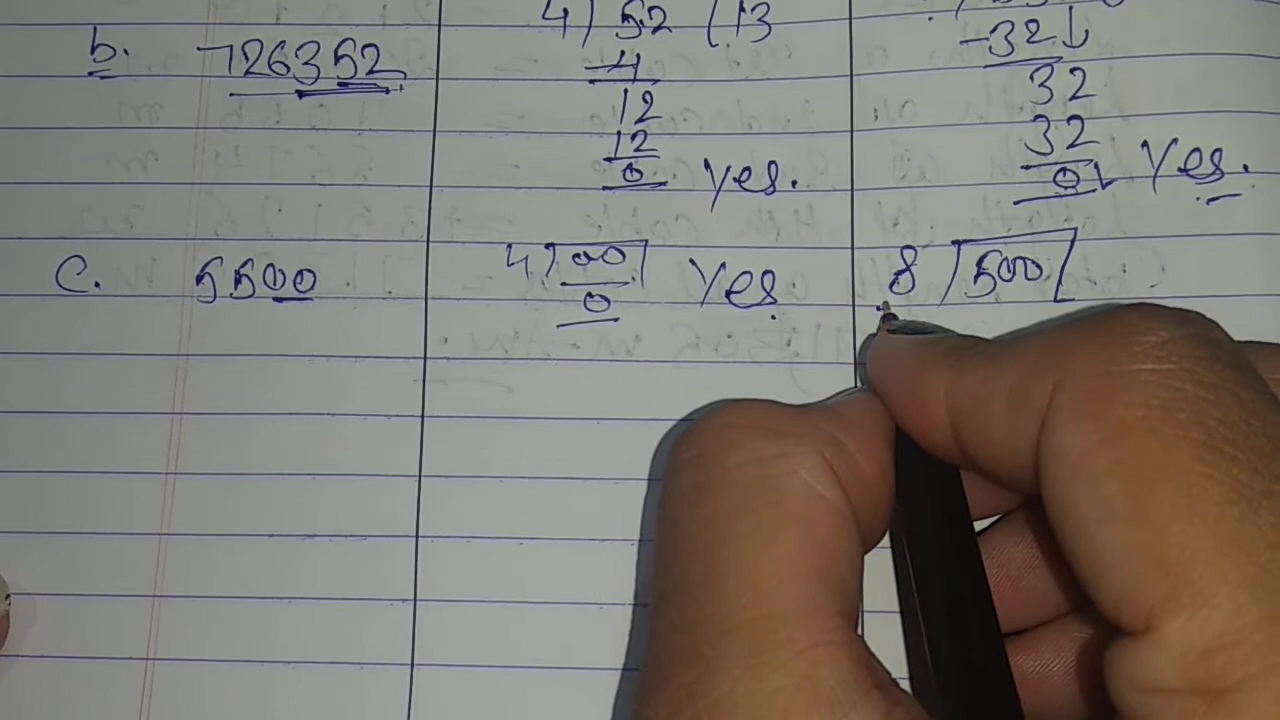 b. 726352
4) 52 (13
-4
12
12
0 Yes.
-32↓
32
32
0 Yes.
C. 5500
4) 00 Yes
0
8) 500 (